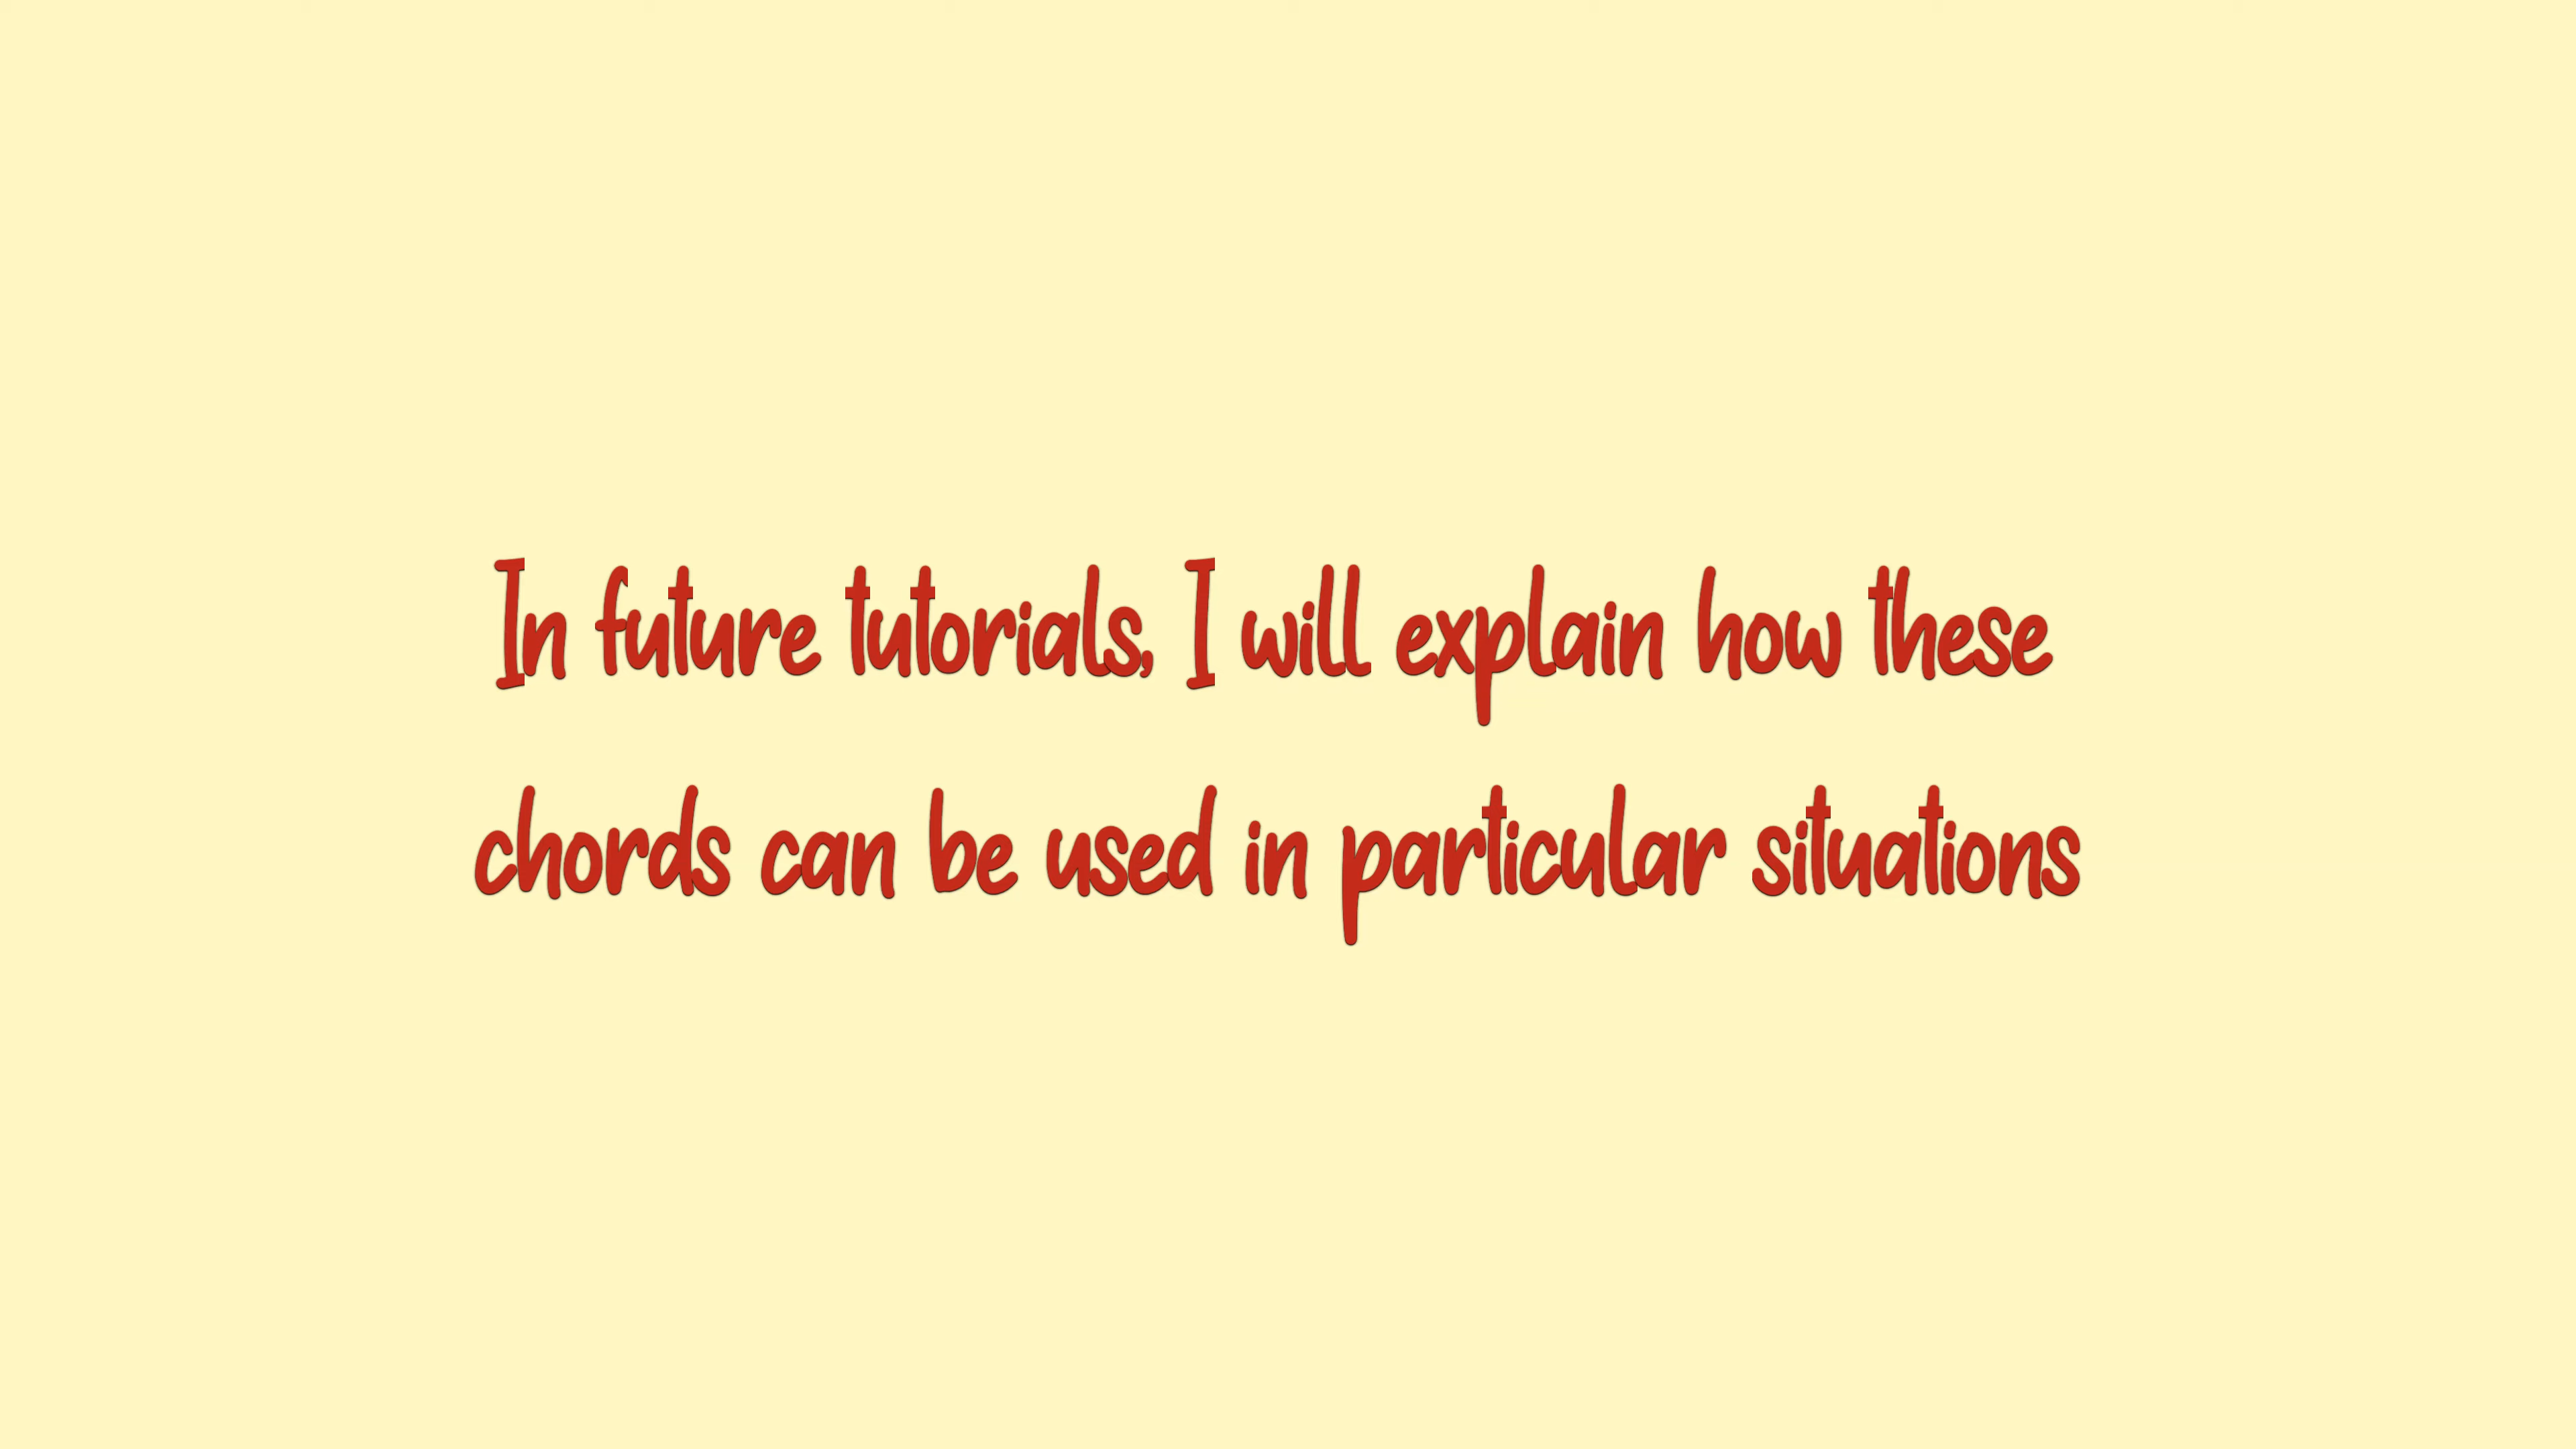 In future tutorials, I will explain how these
chords can be used in particular situations